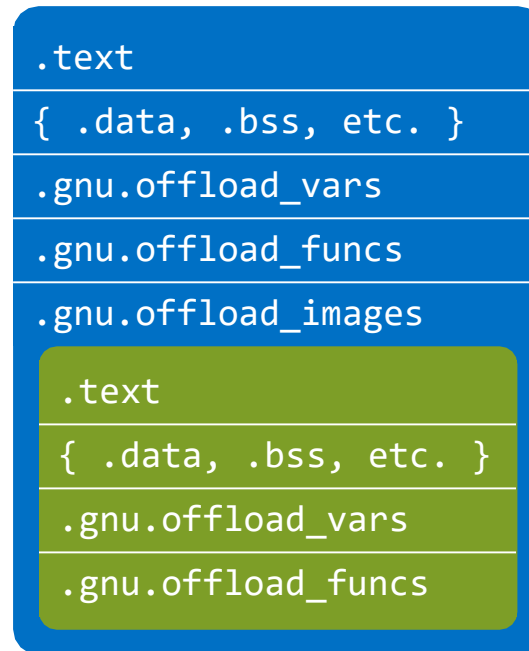 .text
{ .data, .bss, etc. }
.gnu.offload_vars
.gnu.offload_funcs
.gnu.offload_images
.text
{ .data, .bss, etc. }
.gnu.offload_vars
.gnu.offload_funcs